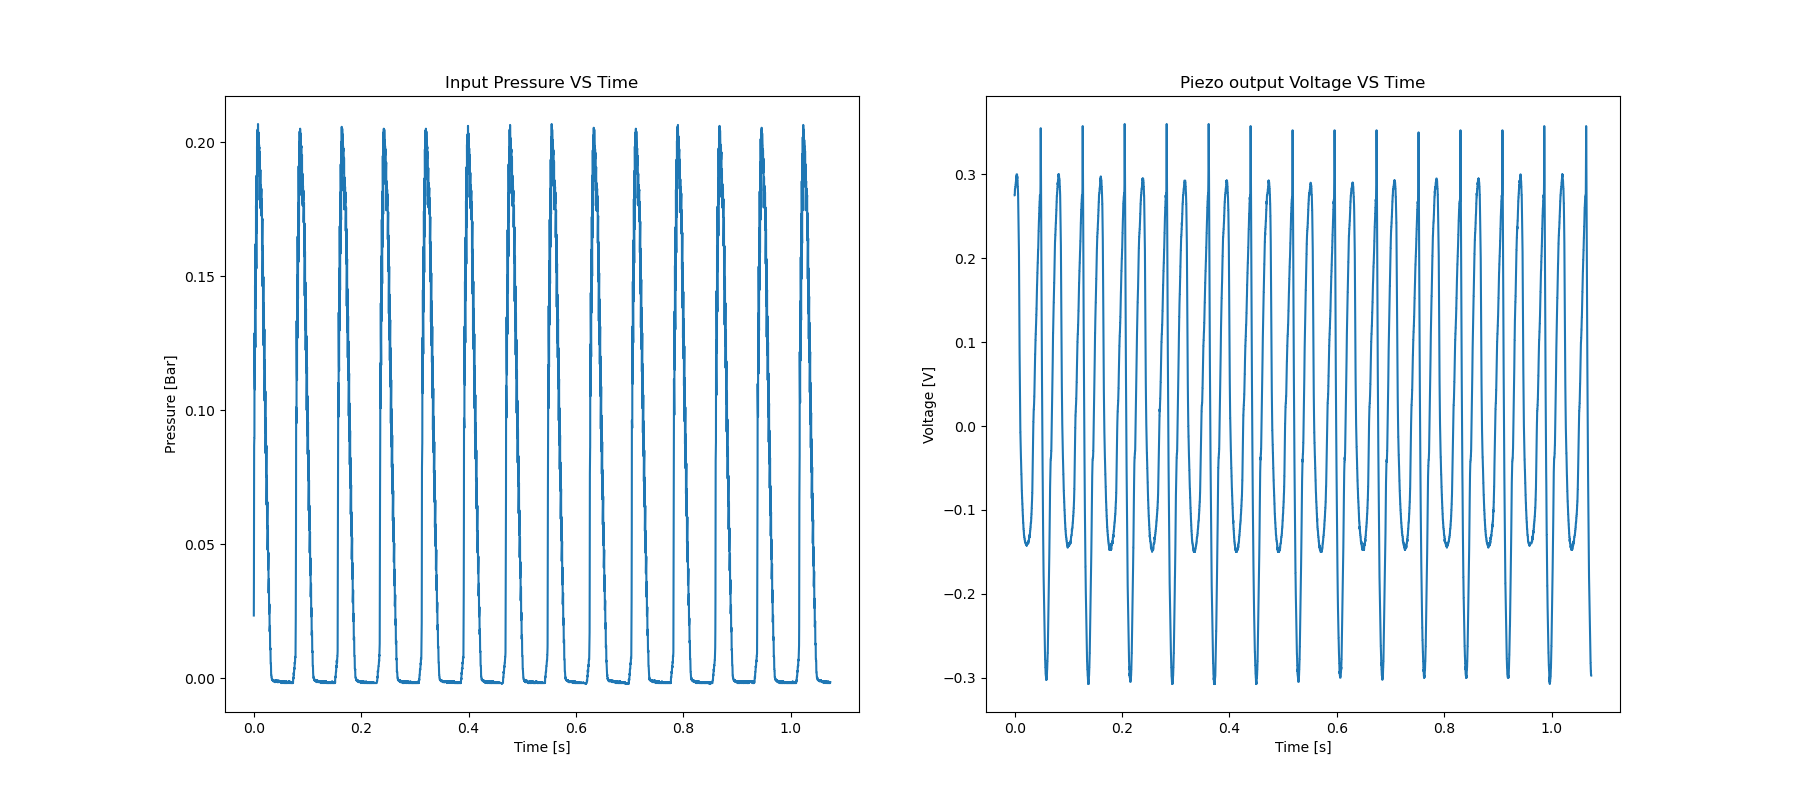 Input Pressure VS Time
Pressure [Bar]
0.20
0.15
0.10
0.05
0.00
0.0 0.2 0.4 0.6 0.8 1.0
Time [s]
Piezo output Voltage VS Time
Voltage [V]
0.3
0.2
0.1
0.0
−0.1
−0.2
−0.3
0.0 0.2 0.4 0.6 0.8 1.0
Time [s]